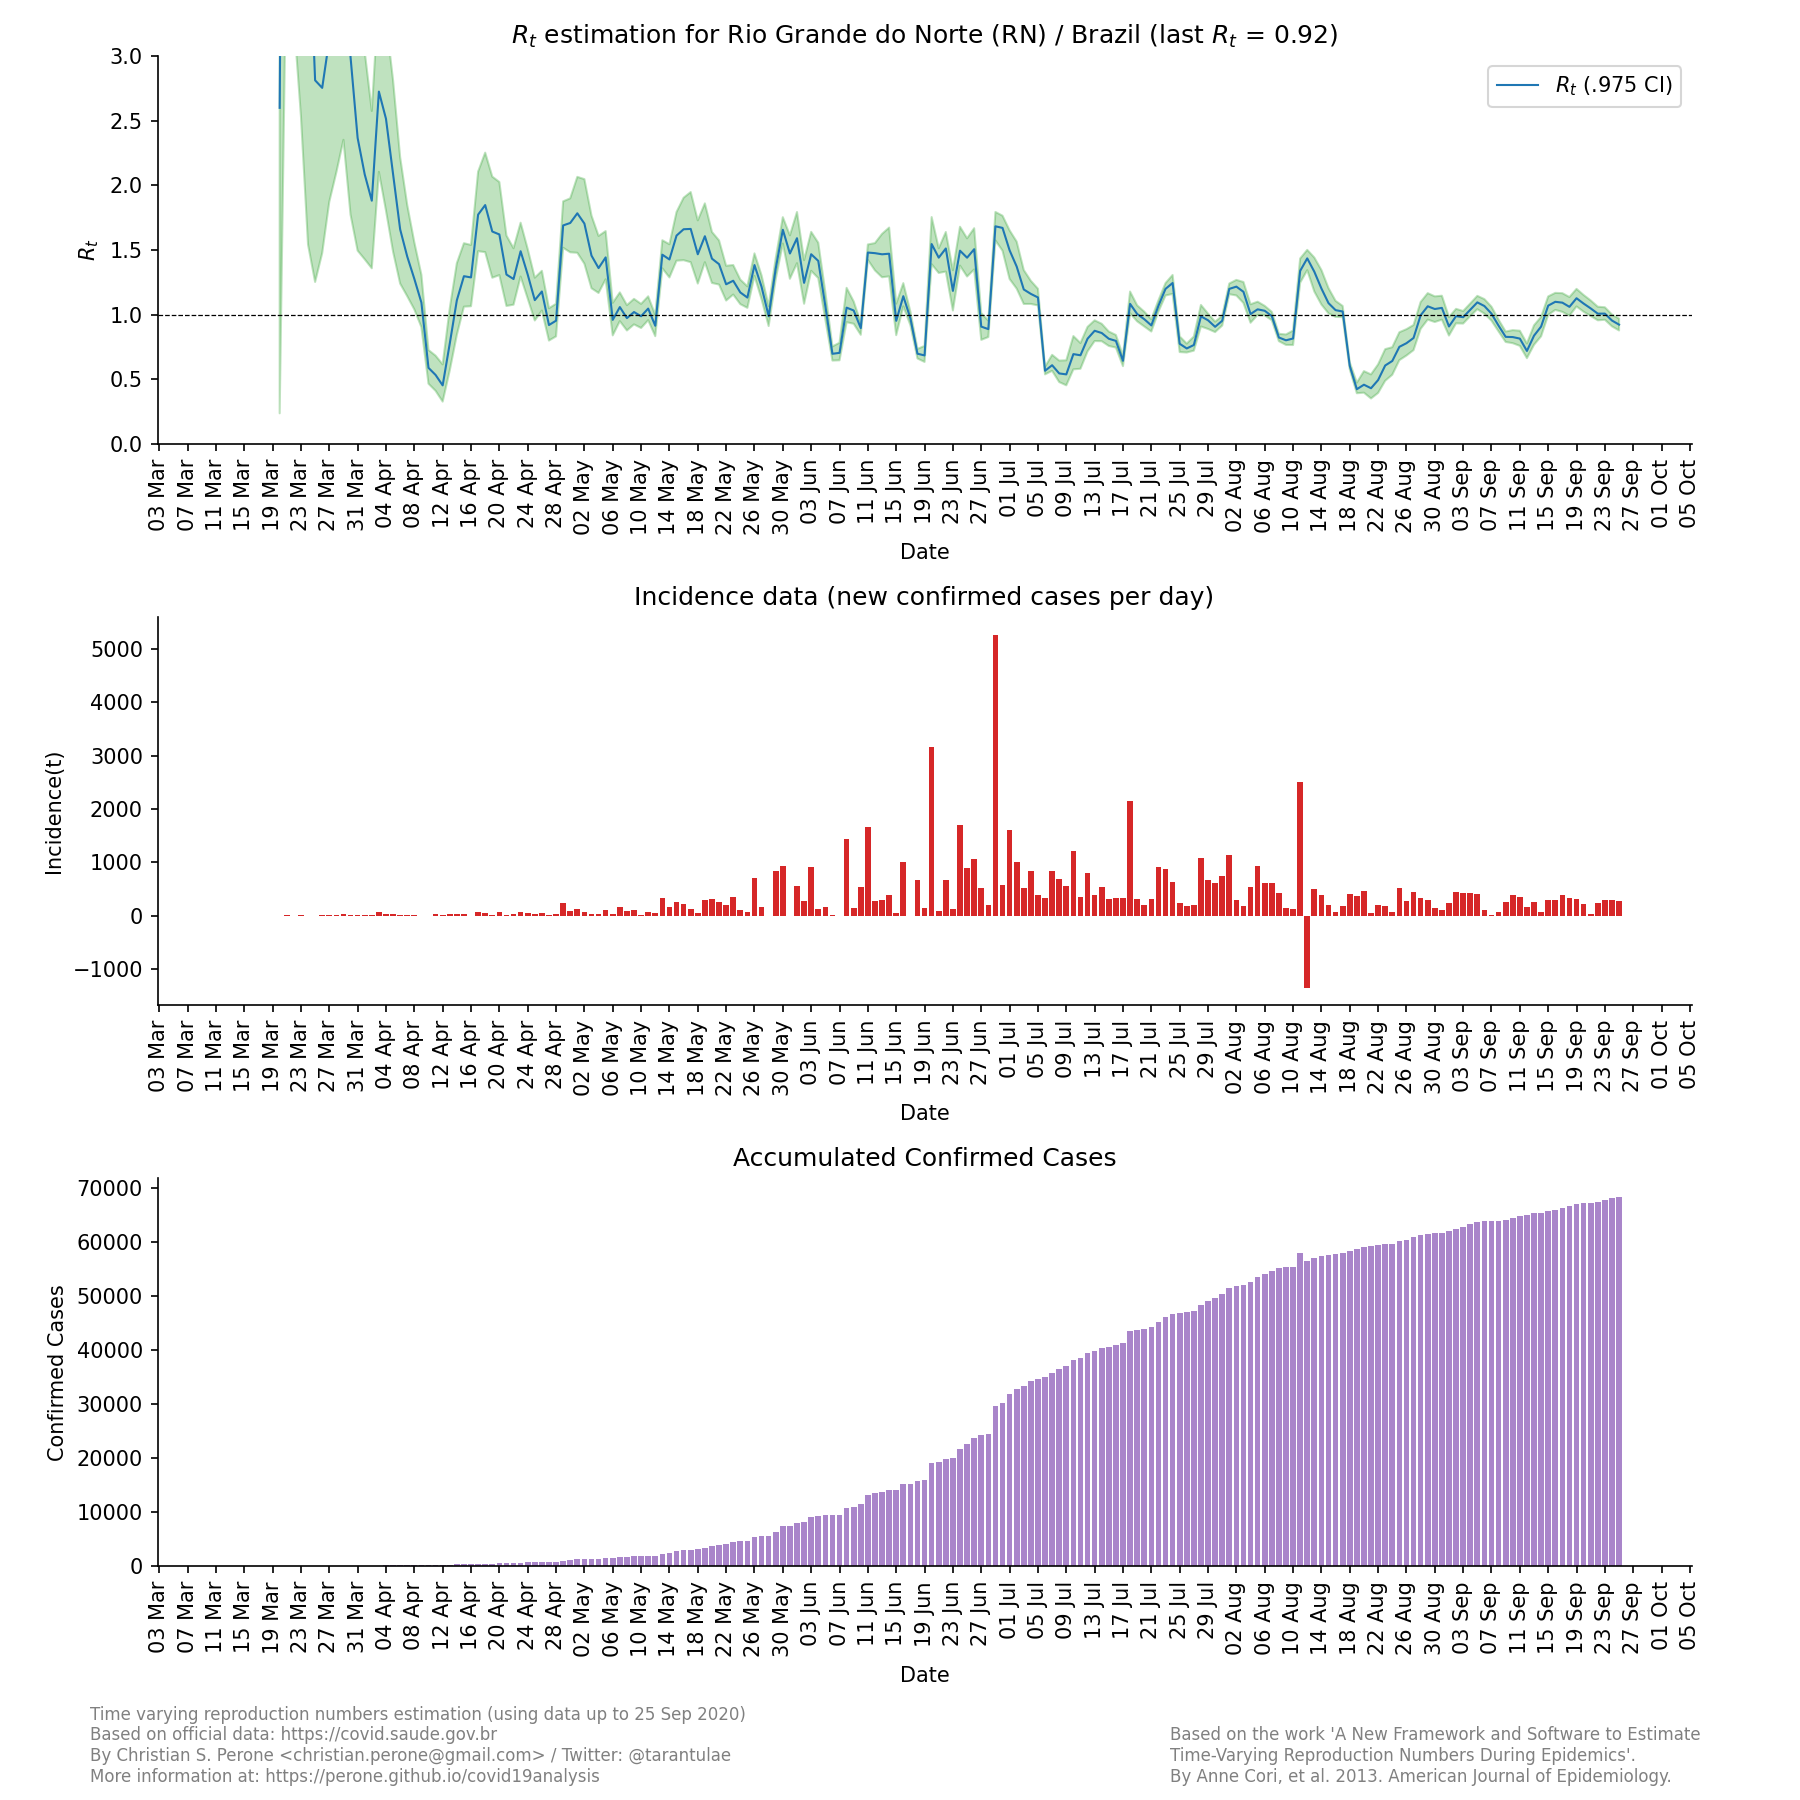 R_t estimation for Rio Grande do Norte (RN) / Brazil (last R_t = 0.92)
R_t (.975 CI)
R_t
3.0
2.5
2.0
1.5
1.0
0.5
0.0
03 Mar 07 Mar 11 Mar 15 Mar 19 Mar 23 Mar 27 Mar 31 Mar 04 Apr 08 Apr 12 Apr 16 Apr 20 Apr 24 Apr 28 Apr 02 May 06 May 10 May 14 May 18 May 22 May 26 May 30 May 03 Jun 07 Jun 11 Jun 15 Jun 19 Jun 23 Jun 27 Jun 01 Jul 05 Jul 09 Jul 13 Jul 17 Jul 21 Jul 25 Jul 29 Jul 02 Aug 06 Aug 10 Aug 14 Aug 18 Aug 22 Aug 26 Aug 30 Aug 03 Sep 07 Sep 11 Sep 15 Sep 19 Sep 23 Sep 27 Sep 01 Oct 05 Oct
Date
Incidence data (new confirmed cases per day)
Incidence(t)
5000
4000
3000
2000
1000
0
−1000
03 Mar 07 Mar 11 Mar 15 Mar 19 Mar 23 Mar 27 Mar 31 Mar 04 Apr 08 Apr 12 Apr 16 Apr 20 Apr 24 Apr 28 Apr 02 May 06 May 10 May 14 May 18 May 22 May 26 May 30 May 03 Jun 07 Jun 11 Jun 15 Jun 19 Jun 23 Jun 27 Jun 01 Jul 05 Jul 09 Jul 13 Jul 17 Jul 21 Jul 25 Jul 29 Jul 02 Aug 06 Aug 10 Aug 14 Aug 18 Aug 22 Aug 26 Aug 30 Aug 03 Sep 07 Sep 11 Sep 15 Sep 19 Sep 23 Sep 27 Sep 01 Oct 05 Oct
Date
Accumulated Confirmed Cases
Confirmed Cases
70000
60000
50000
40000
30000
20000
10000
0
03 Mar 07 Mar 11 Mar 15 Mar 19 Mar 23 Mar 27 Mar 31 Mar 04 Apr 08 Apr 12 Apr 16 Apr 20 Apr 24 Apr 28 Apr 02 May 06 May 10 May 14 May 18 May 22 May 26 May 30 May 03 Jun 07 Jun 11 Jun 15 Jun 19 Jun 23 Jun 27 Jun 01 Jul 05 Jul 09 Jul 13 Jul 17 Jul 21 Jul 25 Jul 29 Jul 02 Aug 06 Aug 10 Aug 14 Aug 18 Aug 22 Aug 26 Aug 30 Aug 03 Sep 07 Sep 11 Sep 15 Sep 19 Sep 23 Sep 27 Sep 01 Oct 05 Oct
Date
Time varying reproduction numbers estimation (using data up to 25 Sep 2020)
Based on official data: https://covid.saude.gov.br
By Christian S. Perone <christian.perone@gmail.com> / Twitter: @tarantulae
More information at: https://perone.github.io/covid19analysis
Based on the work 'A New Framework and Software to Estimate
Time-Varying Reproduction Numbers During Epidemics'.
By Anne Cori, et al. 2013. American Journal of Epidemiology.